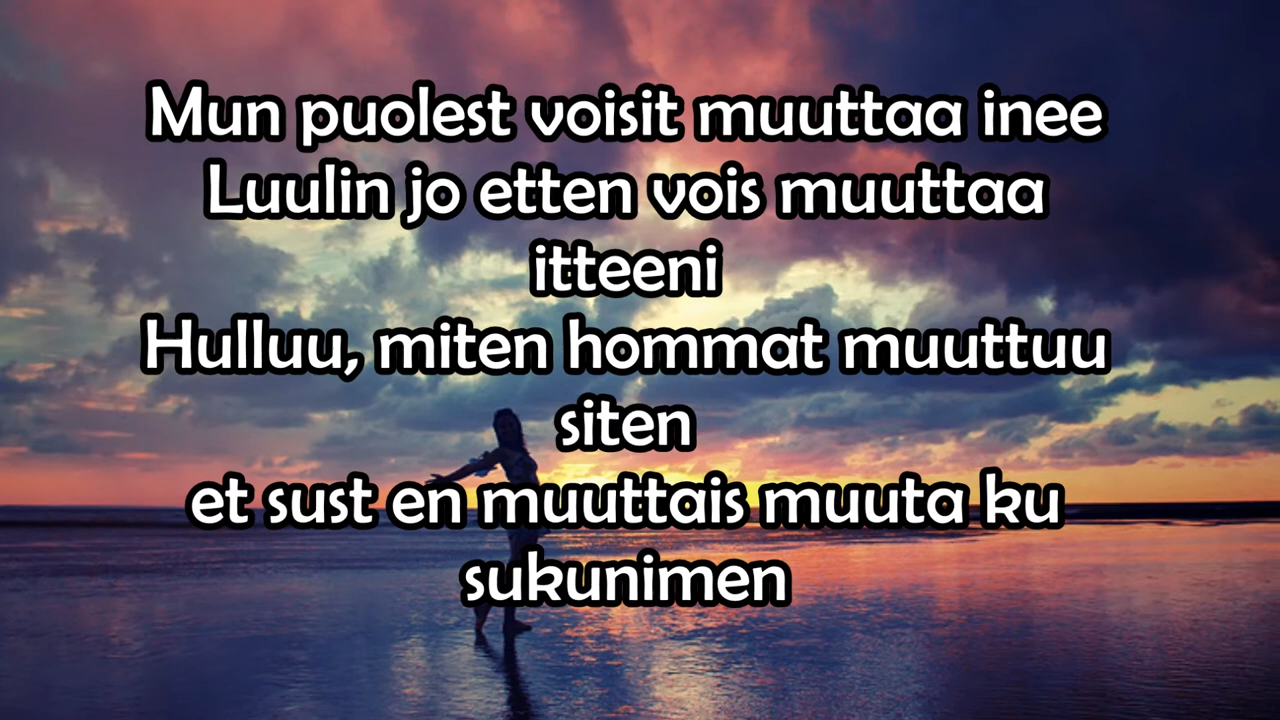 Mun puolest voisit muuttaa inee
Luulin jo etten vois muuttaa
itteeni
Hulluu, miten hommat muuttuu
siten
et sust en muuttais muuta ku
sukunimen